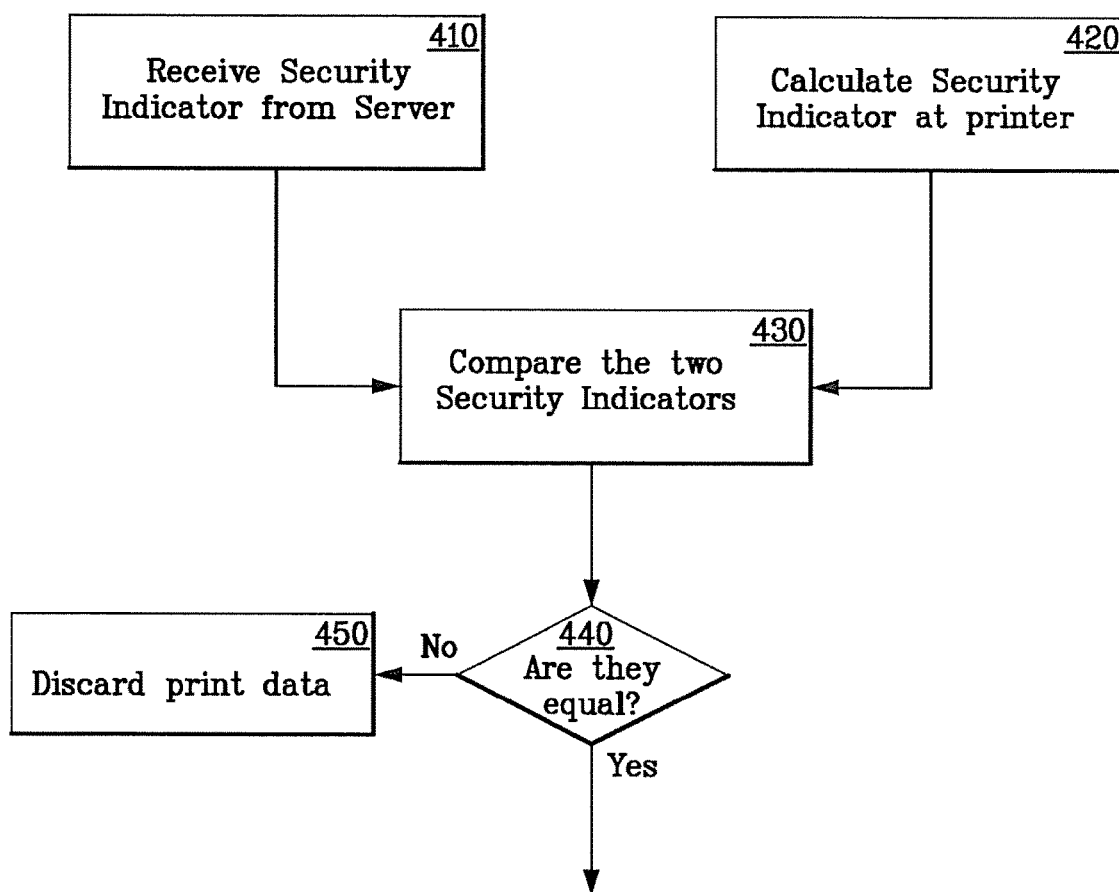 410
Receive Security
Indicator from Server
420
Calculate Security
Indicator at printer
430
Compare the two
Security Indicators
440
Are they
equal?
No
450
Discard print data
Yes